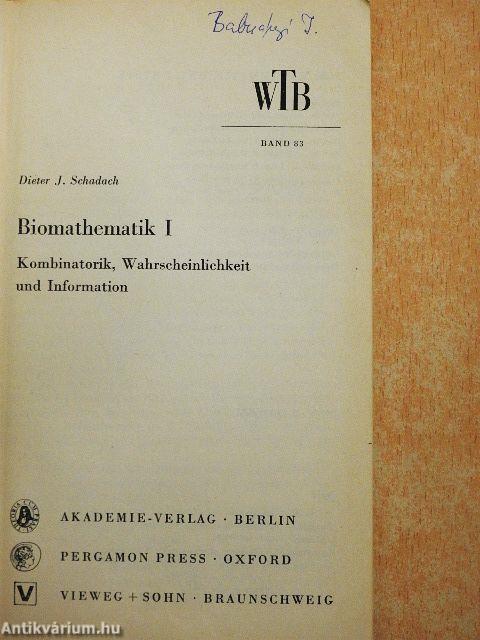 WTB
BAND 83
Dieter J. Schadach
Biomathematik I
Kombinatorik, Wahrscheinlichkeit
und Information
AKADEMIE-VERLAG · BERLIN
PERGAMON PRESS · OXFORD
V VIEWEG + SOHN · BRAUNSCHWEIG
Antikvárium.hu